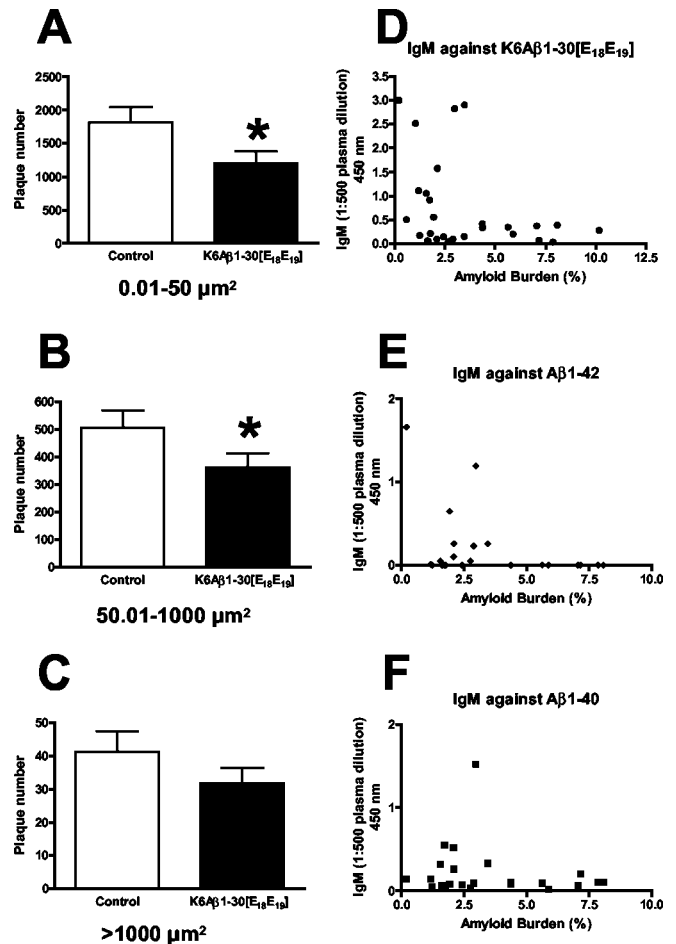 A
2500
2000
1500
1000
500
0
Plaque number
*
Control
K6Aβ1-30[E₁₈E₁₉]
0.01-50 µm²
B
600
500
400
300
200
100
0
Plaque number
*
Control
K6Aβ1-30[E₁₈E₁₉]
50.01-1000 µm²
C
50
40
30
20
10
0
Plaque number
Control
K6Aβ1-30[E₁₈E₁₉]
>1000 µm²
D
IgM against K6Aβ1-30[E₁₈E₁₉]
3.5
3.0
2.5
2.0
1.5
1.0
0.5
0.0
IgM (1:500 plasma dilution)
450 nm
0.0 2.5 5.0 7.5 10.0 12.5
Amyloid Burden (%)
E
IgM against Aβ1-42
2
1
0
IgM (1:500 plasma dilution)
450 nm
0.0 2.5 5.0 7.5 10.0
Amyloid Burden (%)
F
IgM against Aβ1-40
2
1
0
IgM (1:500 plasma dilution)
450 nm
0.0 2.5 5.0 7.5 10.0
Amyloid Burden (%)